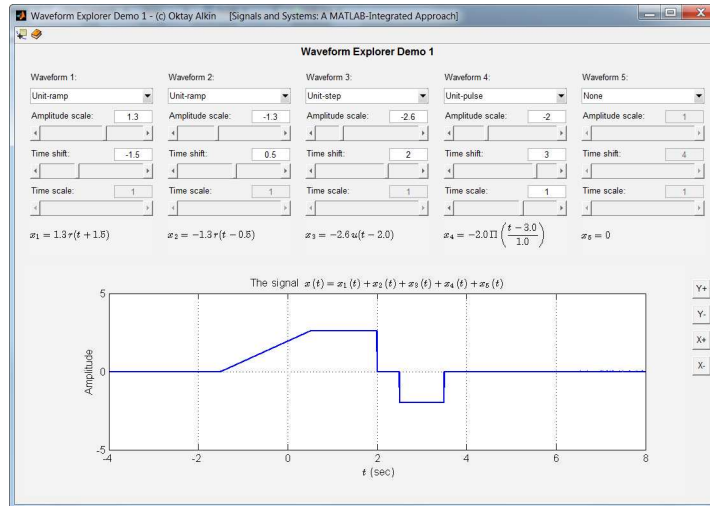 Waveform Explorer Demo 1 - (c) Oktay Alkin [Signals and Systems: A MATLAB-Integrated Approach]
Waveform Explorer Demo 1
Waveform 1: Waveform 2: Waveform 3: Waveform 4: Waveform 5:
Unit-ramp Unit-ramp Unit-step Unit-pulse None
Amplitude scale: 1.3 Amplitude scale: -1.3 Amplitude scale: -2.6 Amplitude scale: -2 Amplitude scale: 1
Time shift: -1.5 Time shift: 0.5 Time shift: 2 Time shift: 3 Time shift: 4
Time scale: 1 Time scale: 1 Time scale: 1 Time scale: 1 Time scale: 1
x₁ = 1.3 r(t + 1.5) x₂ = −1.3 r(t − 0.5) x₃ = −2.6 u(t − 2.0) x₄ = −2.0 Π((t − 3.0)/1.0) x₅ = 0
The signal x(t) = x₁(t) + x₂(t) + x₃(t) + x₄(t) + x₅(t)
Y+
Y-
X+
X-
5
0
-5
Amplitude
-4 -2 0 2 4 6 8
t (sec)